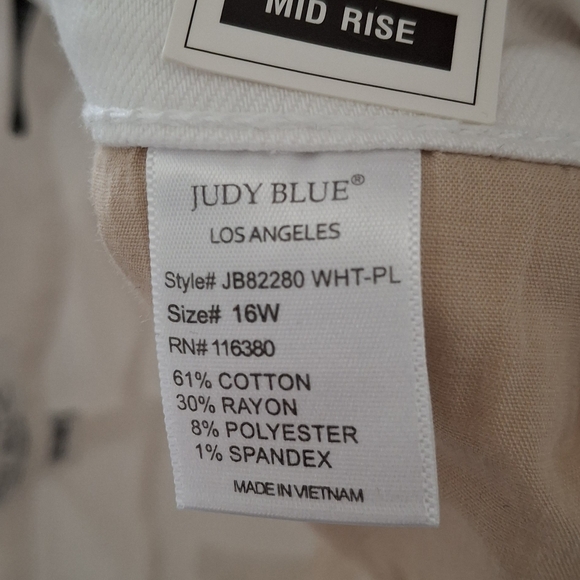 MID RISE
JUDY BLUE®
LOS ANGELES
Style# JB82280 WHT-PL
Size# 16W
RN# 116380
61% COTTON
30% RAYON
8% POLYESTER
1% SPANDEX
MADE IN VIETNAM